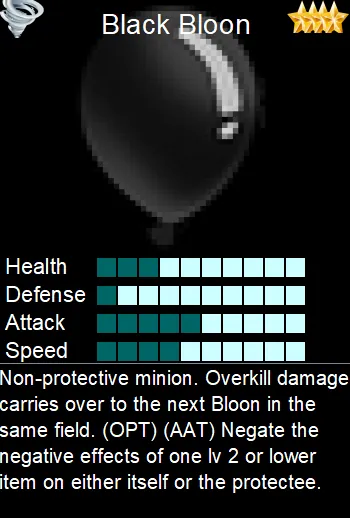 Black Bloon
Health
Defense
Attack
Speed
Non-protective minion. Overkill damage
carries over to the next Bloon in the
same field. (OPT) (AAT) Negate the
negative effects of one lv 2 or lower
item on either itself or the protectee.